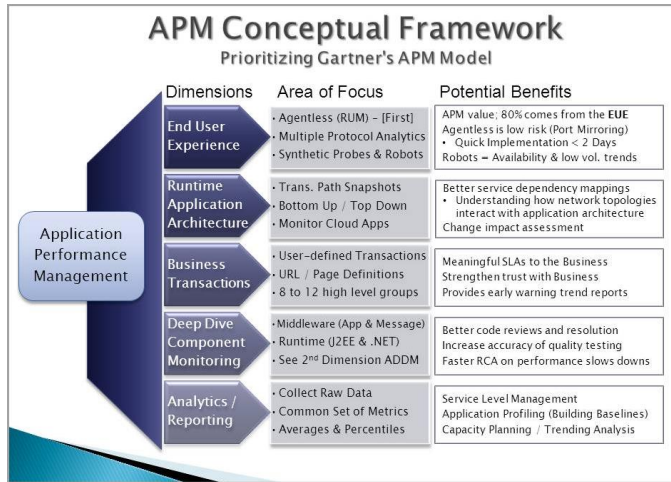 APM Conceptual Framework
Prioritizing Gartner's APM Model
Dimensions
Area of Focus
Potential Benefits
Application
Performance
Management
End User
Experience
• Agentless (RUM) – [First]
• Multiple Protocol Analytics
• Synthetic Probes & Robots
APM value; 80% comes from the EUE
Agentless is low risk (Port Mirroring)
• Quick Implementation < 2 Days
Robots = Availability & low vol. trends
Runtime
Application
Architecture
• Trans. Path Snapshots
• Bottom Up / Top Down
• Monitor Cloud Apps
Better service dependency mappings
• Understanding how network topologies
interact with application architecture
Change impact assessment
Business
Transactions
• User-defined Transactions
• URL / Page Definitions
• 8 to 12 high level groups
Meaningful SLAs to the Business
Strengthen trust with Business
Provides early warning trend reports
Deep Dive
Component
Monitoring
• Middleware (App & Message)
• Runtime (J2EE & .NET)
• See 2nd Dimension ADDM
Better code reviews and resolution
Increase accuracy of quality testing
Faster RCA on performance slows downs
Analytics /
Reporting
• Collect Raw Data
• Common Set of Metrics
• Averages & Percentiles
Service Level Management
Application Profiling (Building Baselines)
Capacity Planning / Trending Analysis